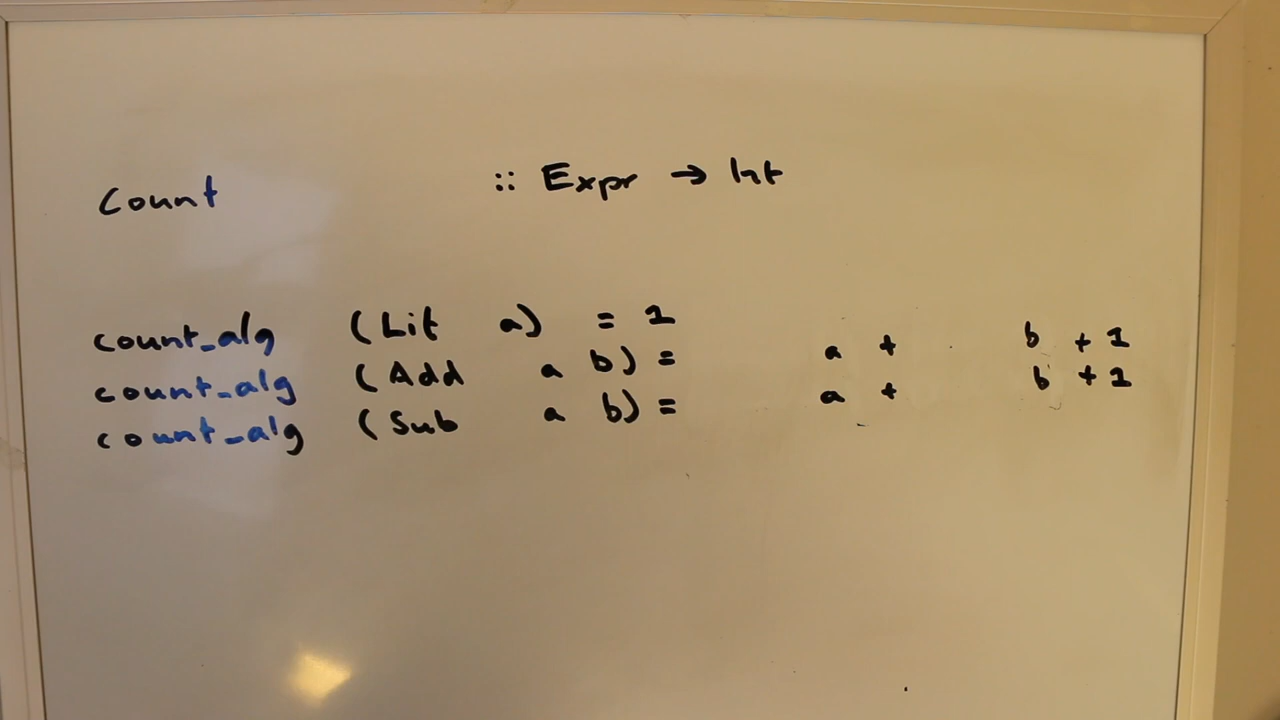 count :: Expr → Int
count_alg (Lit a) = 1
count_alg (Add a b) = a + b + 1
count_alg (Sub a b) = a + b + 1